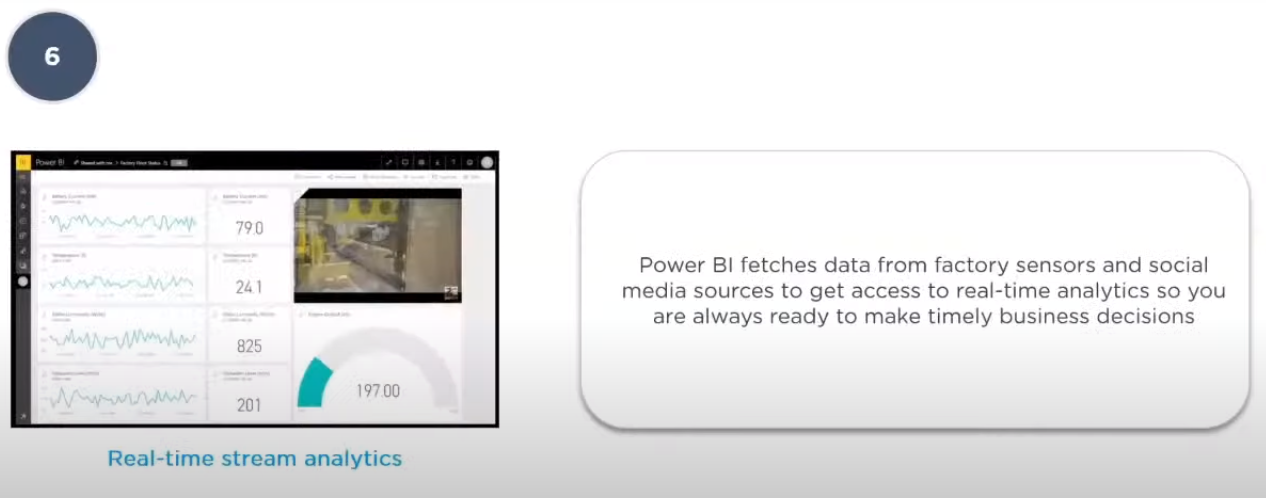 6
Power BI
79.0
24.1
825
201
197.00
Power BI fetches data from factory sensors and social
media sources to get access to real-time analytics so you
are always ready to make timely business decisions
Real-time stream analytics